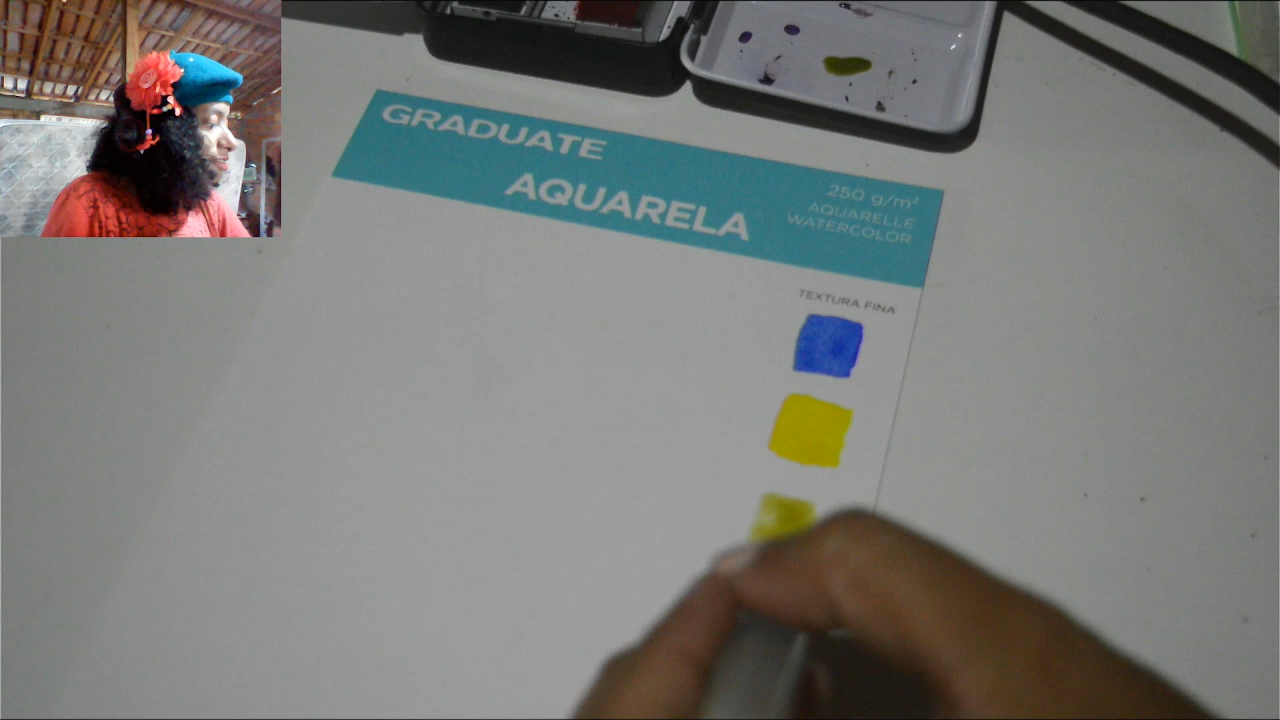 GRADUATE
AQUARELA
250 g/m²
AQUARELLE
WATERCOLOR
TEXTURA FINA